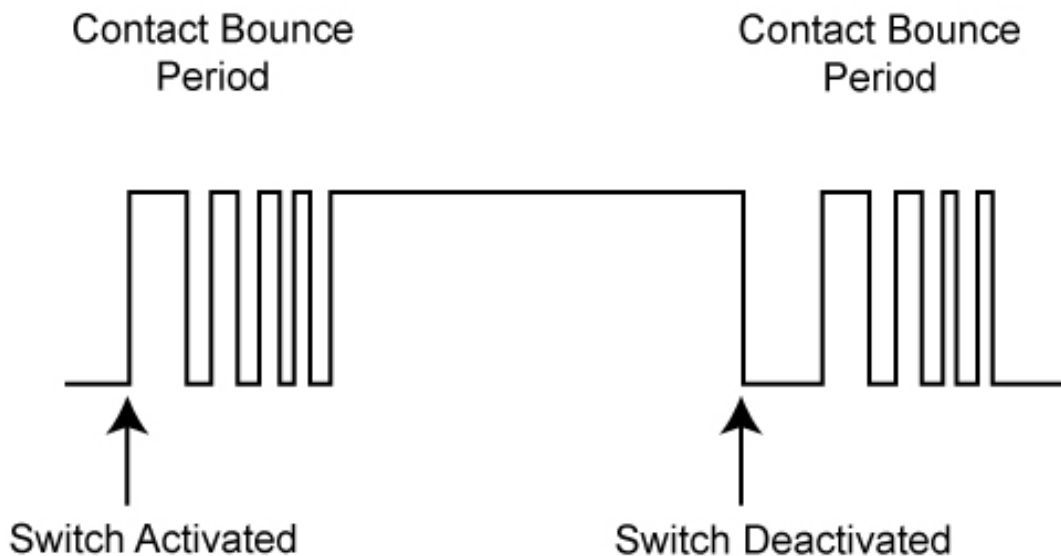 Contact Bounce
Period
Contact Bounce
Period
Switch Activated
Switch Deactivated